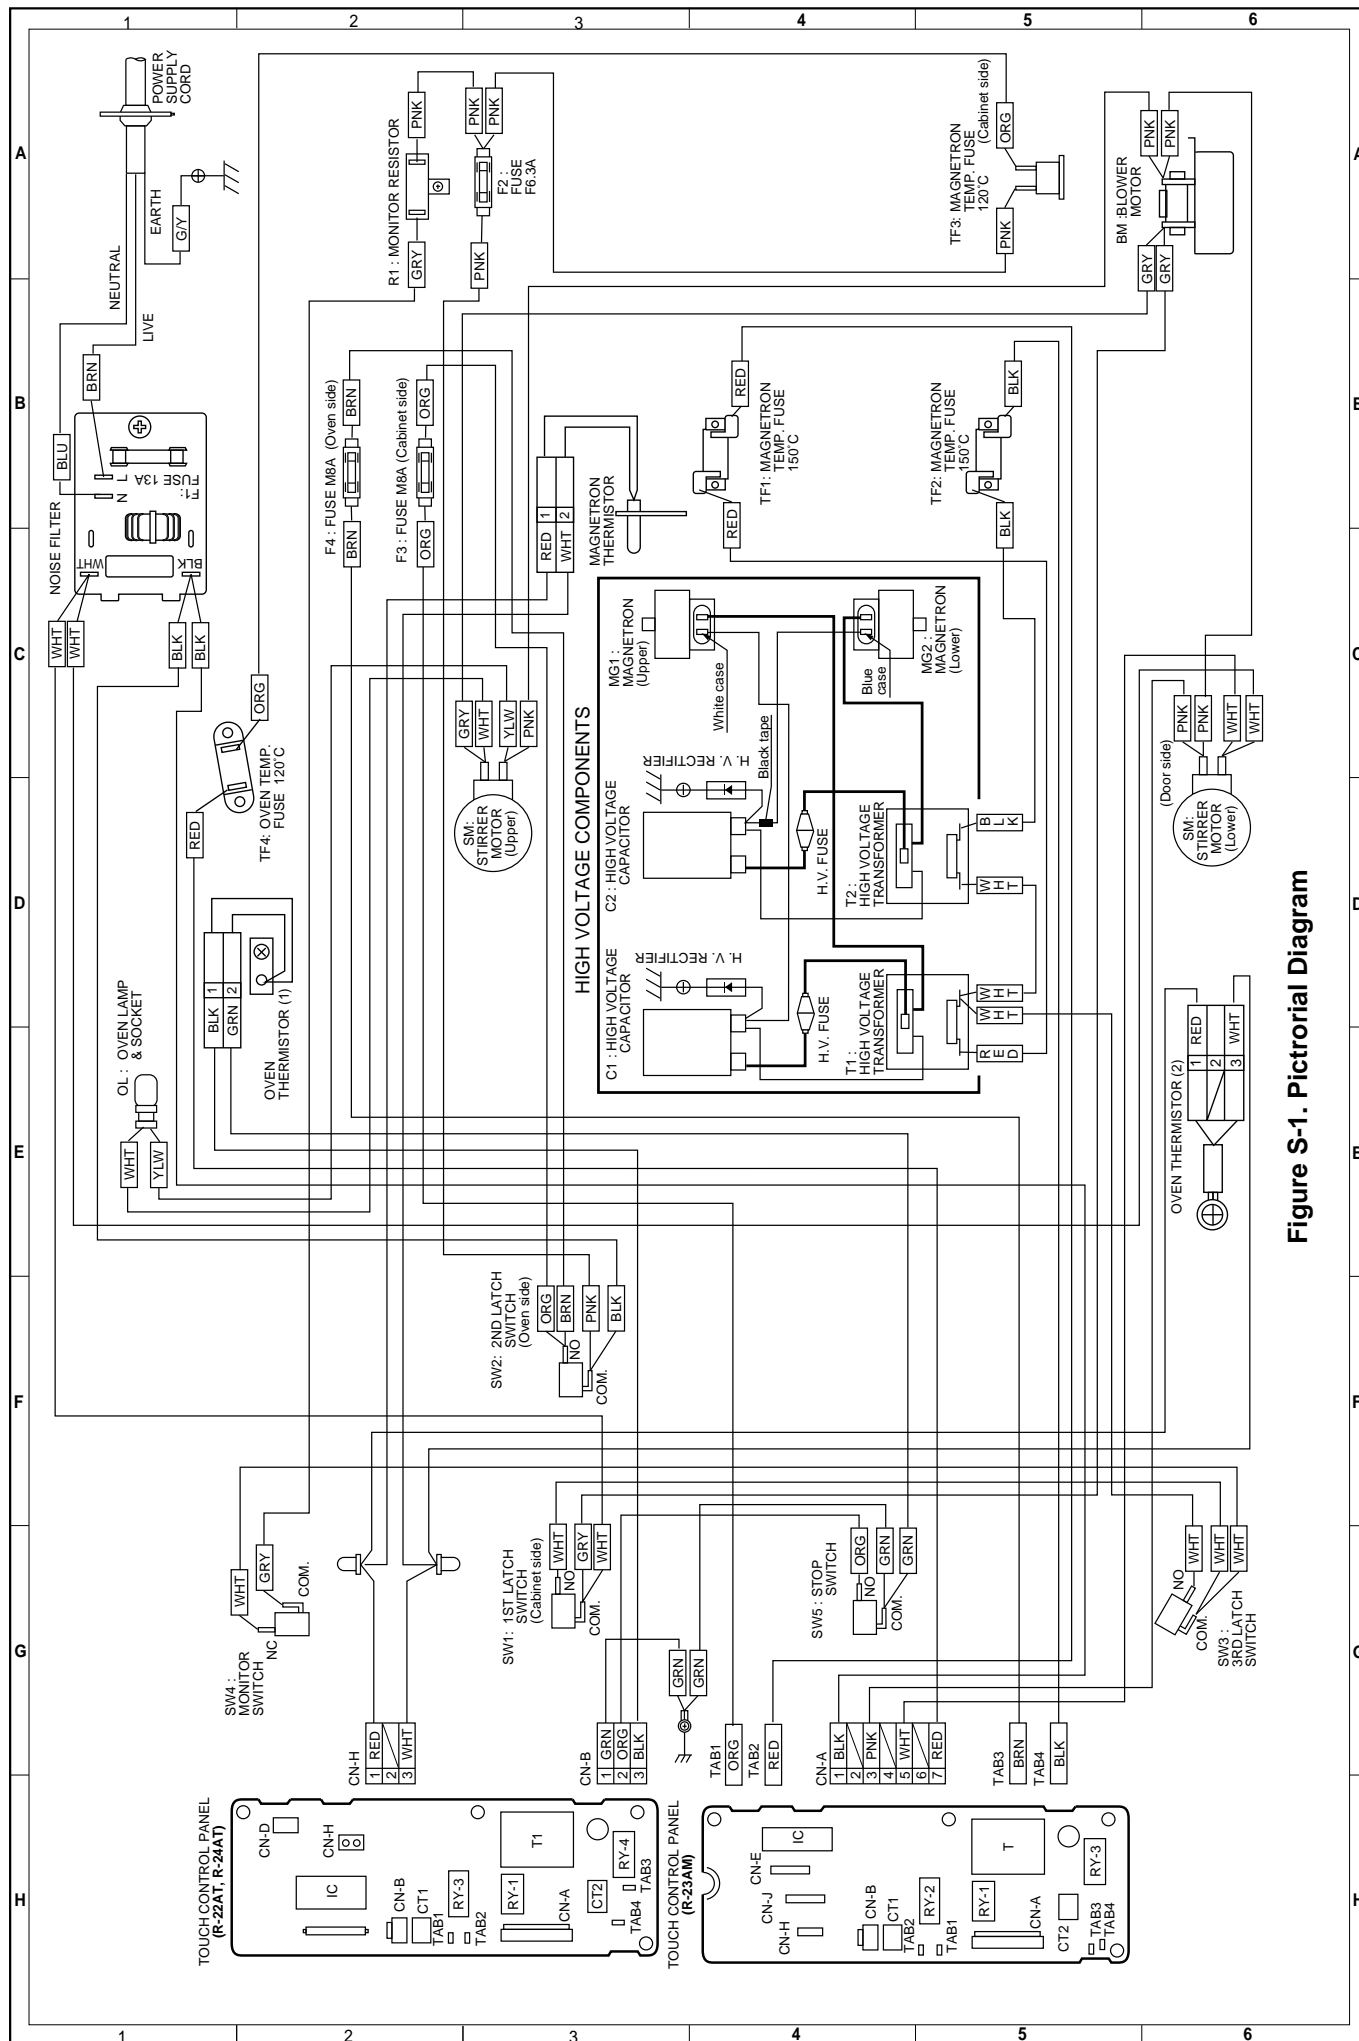 1 2 3 4 5 6
A
B
C
D
E
F
G
H
A
B
C
D
E
F
G
H
1 2 3 4 5 6
POWER
SUPPLY
CORD
NEUTRAL
LIVE
EARTH
G/Y
BRN
BLU
NOISE FILTER
F1:
FUSE 13A
N
L
WHT
BLK
WHT
WHT
BLK
BLK
R1 : MONITOR RESISTOR
GRY
PNK
PNK
PNK
PNK
F2 :
FUSE
F6.3A
TF3: MAGNETRON
TEMP. FUSE
120˚C
(Cabinet side)
ORG
PNK
BM :BLOWER
MOTOR
PNK
PNK
GRY
GRY
F4 : FUSE M8A (Oven side)
BRN
BRN
F3 : FUSE M8A (Cabinet side)
ORG
ORG
RED 1
WHT 2
MAGNETRON
THERMISTOR
TF1: MAGNETRON
TEMP. FUSE
150˚C
RED
RED
TF2: MAGNETRON
TEMP. FUSE
150˚C
BLK
BLK
ORG
TF4: OVEN TEMP.
FUSE 120˚C
RED
GRY
WHT
YLW
PNK
SM:
STIRRER
MOTOR
(Upper)
HIGH VOLTAGE COMPONENTS
MG1 :
MAGNETRON
(Upper)
White case
MG2 :
MAGNETRON
(Lower)
Blue
case
H. V. RECTIFIER
Black tape
C2 : HIGH VOLTAGE
CAPACITOR
H.V. FUSE
T2 :
HIGH VOLTAGE
TRANSFORMER
BLK
WHT
H. V. RECTIFIER
C1 : HIGH VOLTAGE
CAPACITOR
H.V. FUSE
T1 :
HIGH VOLTAGE
TRANSFORMER
WHT
WHT
RED
(Door side)
PNK
PNK
WHT
WHT
SM:
STIRRER
MOTOR
(Lower)
OL : OVEN LAMP
& SOCKET
WHT
YLW
BLK 1
GRN 2
OVEN
THERMISTOR (1)
1 RED
2
3 WHT
OVEN THERMISTOR (2)
SW2: 2ND LATCH
SWITCH
(Oven side)
ORG
BRN
PNK
BLK
NO
COM.
SW4 :
MONITOR
SWITCH
NC
WHT
GRY
COM.
SW1: 1ST LATCH
SWITCH
(Cabinet side)
WHT
GRY
WHT
NO
COM.
SW5 : STOP
SWITCH
ORG
GRN
GRN
NO
COM.
SW3 :
3RD LATCH
SWITCH
WHT
WHT
WHT
NO
COM.
CN-H
1 RED
2
3 WHT
CN-B
1 GRN
2 ORG
3 BLK
GRN
GRN
TAB1
ORG
TAB2
RED
CN-A
1 BLK
2
3 PNK
4
5 WHT
6
7 RED
TAB3
BRN
TAB4
BLK
TOUCH CONTROL PANEL
(R-22AT, R-24AT)
CN-D
CN-H
IC
CN-B
CT1
TAB1
TAB2
RY-3
RY-1
T1
CN-A
CT2
RY-4
TAB3
TAB4
TOUCH CONTROL PANEL
(R-23AM)
CN-E
IC
CN-J
CN-H
CN-B
CT1
TAB2
TAB1
RY-2
RY-1
T
CN-A
CT2
RY-3
TAB3
TAB4
Figure S-1. Pictrorial Diagram